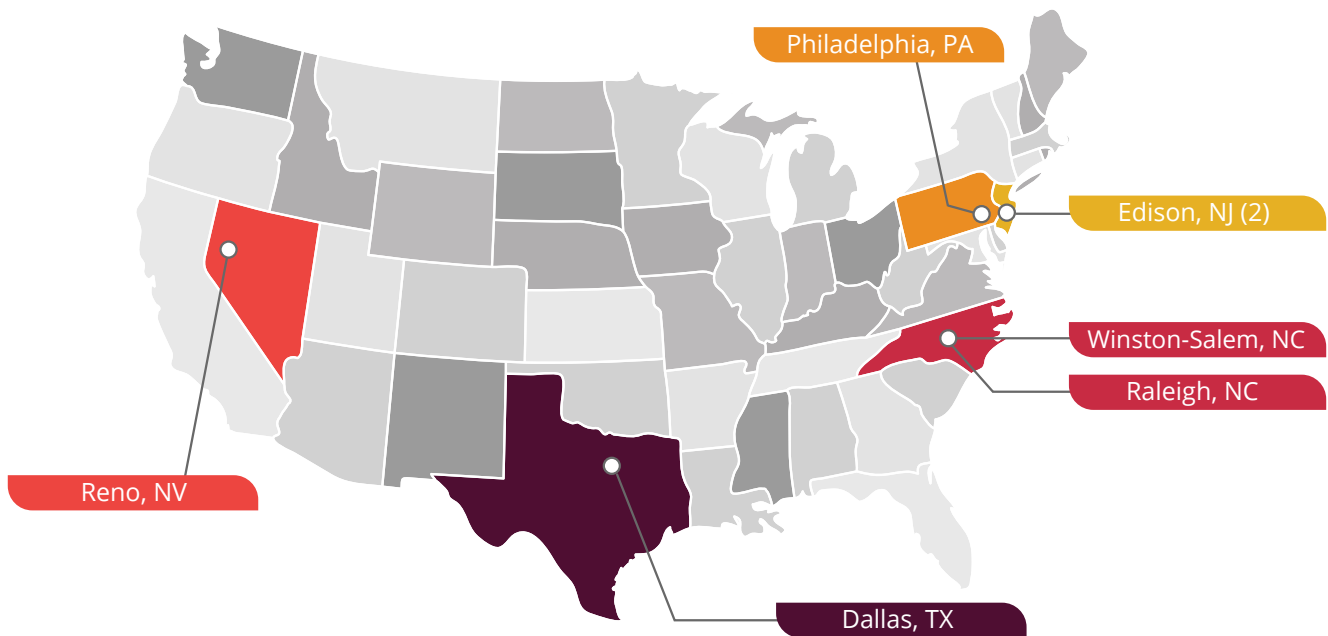 Philadelphia, PA
Edison, NJ (2)
Winston-Salem, NC
Raleigh, NC
Reno, NV
Dallas, TX